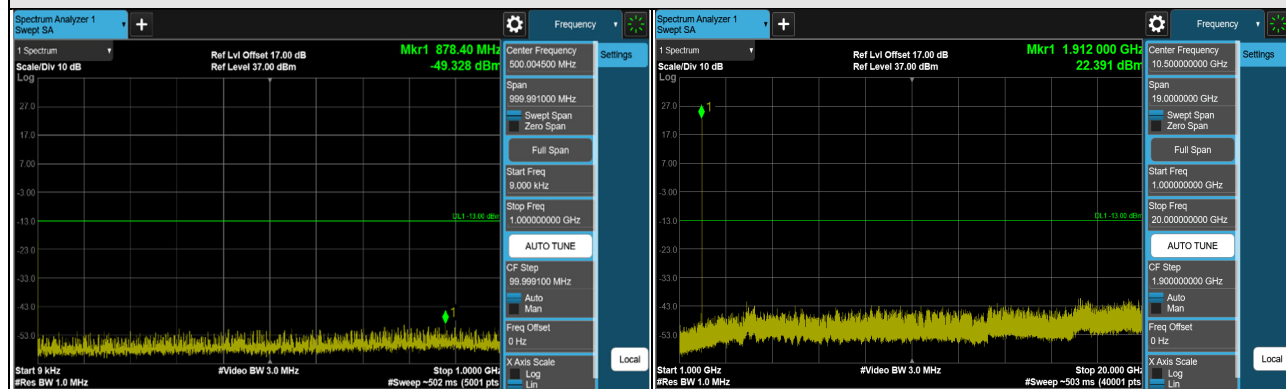 Spectrum Analyzer 1
Swept SA
+
Frequency
1 Spectrum
Scale/Div 10 dB
Log
Ref Lvl Offset 17.00 dB
Ref Level 37.00 dBm
Mkr1 878.40 MHz
-49.328 dBm
27.0
17.0
7.00
-3.00
-13.0
-23.0
-33.0
-43.0
-53.0
DL1 -13.00 dBm
1
Start 9 kHz
#Res BW 1.0 MHz
#Video BW 3.0 MHz
Stop 1.0000 GHz
#Sweep ~502 ms (5001 pts
Center Frequency
500.004500 MHz
Span
999.991000 MHz
Swept Span
Zero Span
Full Span
Start Freq
9.000 kHz
Stop Freq
1.000000000 GHz
AUTO TUNE
CF Step
99.999100 MHz
Auto
Man
Freq Offset
0 Hz
X Axis Scale
Log
Lin
Settings
Local
Spectrum Analyzer 1
Swept SA
+
Frequency
1 Spectrum
Scale/Div 10 dB
Log
Ref Lvl Offset 17.00 dB
Ref Level 37.00 dBm
Mkr1 1.912 000 GHz
22.391 dBm
27.0
17.0
7.00
-3.00
-13.0
-23.0
-33.0
-43.0
-53.0
DL1 -13.00 dBm
1
Start 1.000 GHz
#Res BW 1.0 MHz
#Video BW 3.0 MHz
Stop 20.000 GHz
#Sweep ~503 ms (40001 pts
Center Frequency
10.500000000 GHz
Span
19.0000000 GHz
Swept Span
Zero Span
Full Span
Start Freq
1.000000000 GHz
Stop Freq
20.000000000 GHz
AUTO TUNE
CF Step
1.900000000 GHz
Auto
Man
Freq Offset
0 Hz
X Axis Scale
Log
Lin
Settings
Local